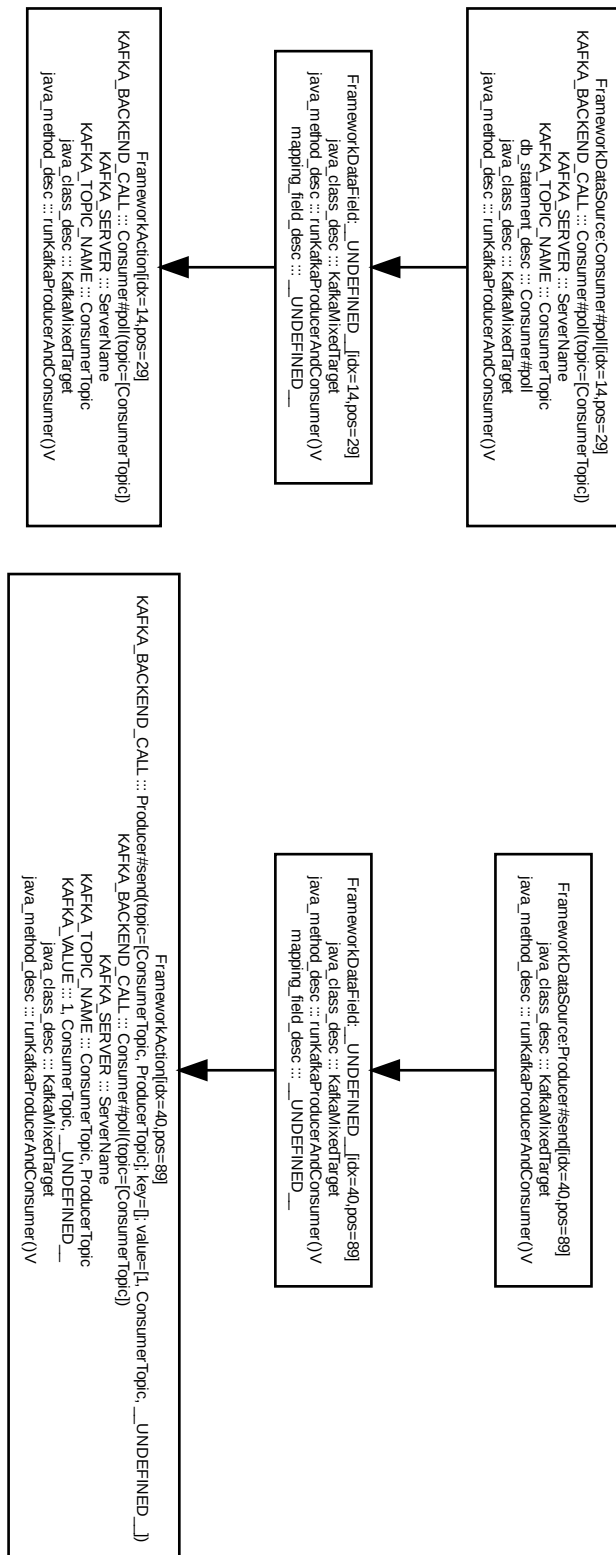 FrameworkDataSource:Consumer#poll[idx=14,pos=29]
KAFKA_BACKEND_CALL ::: Consumer#poll(topic=[ConsumerTopic])
KAFKA_SERVER ::: ServerName
KAFKA_TOPIC_NAME ::: ConsumerTopic
db_statement_desc ::: Consumer#poll
java_class_desc ::: KafkaMixedTarget
java_method_desc ::: runKafkaProducerAndConsumer()V
FrameworkDataField:__UNDEFINED__[idx=14,pos=29]
java_class_desc ::: KafkaMixedTarget
java_method_desc ::: runKafkaProducerAndConsumer()V
mapping_field_desc ::: __UNDEFINED__
FrameworkAction[idx=14,pos=29]
KAFKA_BACKEND_CALL ::: Consumer#poll(topic=[ConsumerTopic])
KAFKA_SERVER ::: ServerName
KAFKA_TOPIC_NAME ::: ConsumerTopic
java_class_desc ::: KafkaMixedTarget
java_method_desc ::: runKafkaProducerAndConsumer()V
FrameworkDataSource:Producer#send[idx=40,pos=89]
java_class_desc ::: KafkaMixedTarget
java_method_desc ::: runKafkaProducerAndConsumer()V
FrameworkDataField:__UNDEFINED__[idx=40,pos=89]
java_class_desc ::: KafkaMixedTarget
java_method_desc ::: runKafkaProducerAndConsumer()V
mapping_field_desc ::: __UNDEFINED__
FrameworkAction[idx=40,pos=89]
KAFKA_BACKEND_CALL ::: Producer#send(topic=[ConsumerTopic, ProducerTopic]; key=[]; value=[1, ConsumerTopic, __UNDEFINED__])
KAFKA_BACKEND_CALL ::: Consumer#poll(topic=[ConsumerTopic])
KAFKA_SERVER ::: ServerName
KAFKA_TOPIC_NAME ::: ConsumerTopic, ProducerTopic
KAFKA_VALUE ::: 1, ConsumerTopic, __UNDEFINED__
java_class_desc ::: KafkaMixedTarget
java_method_desc ::: runKafkaProducerAndConsumer()V